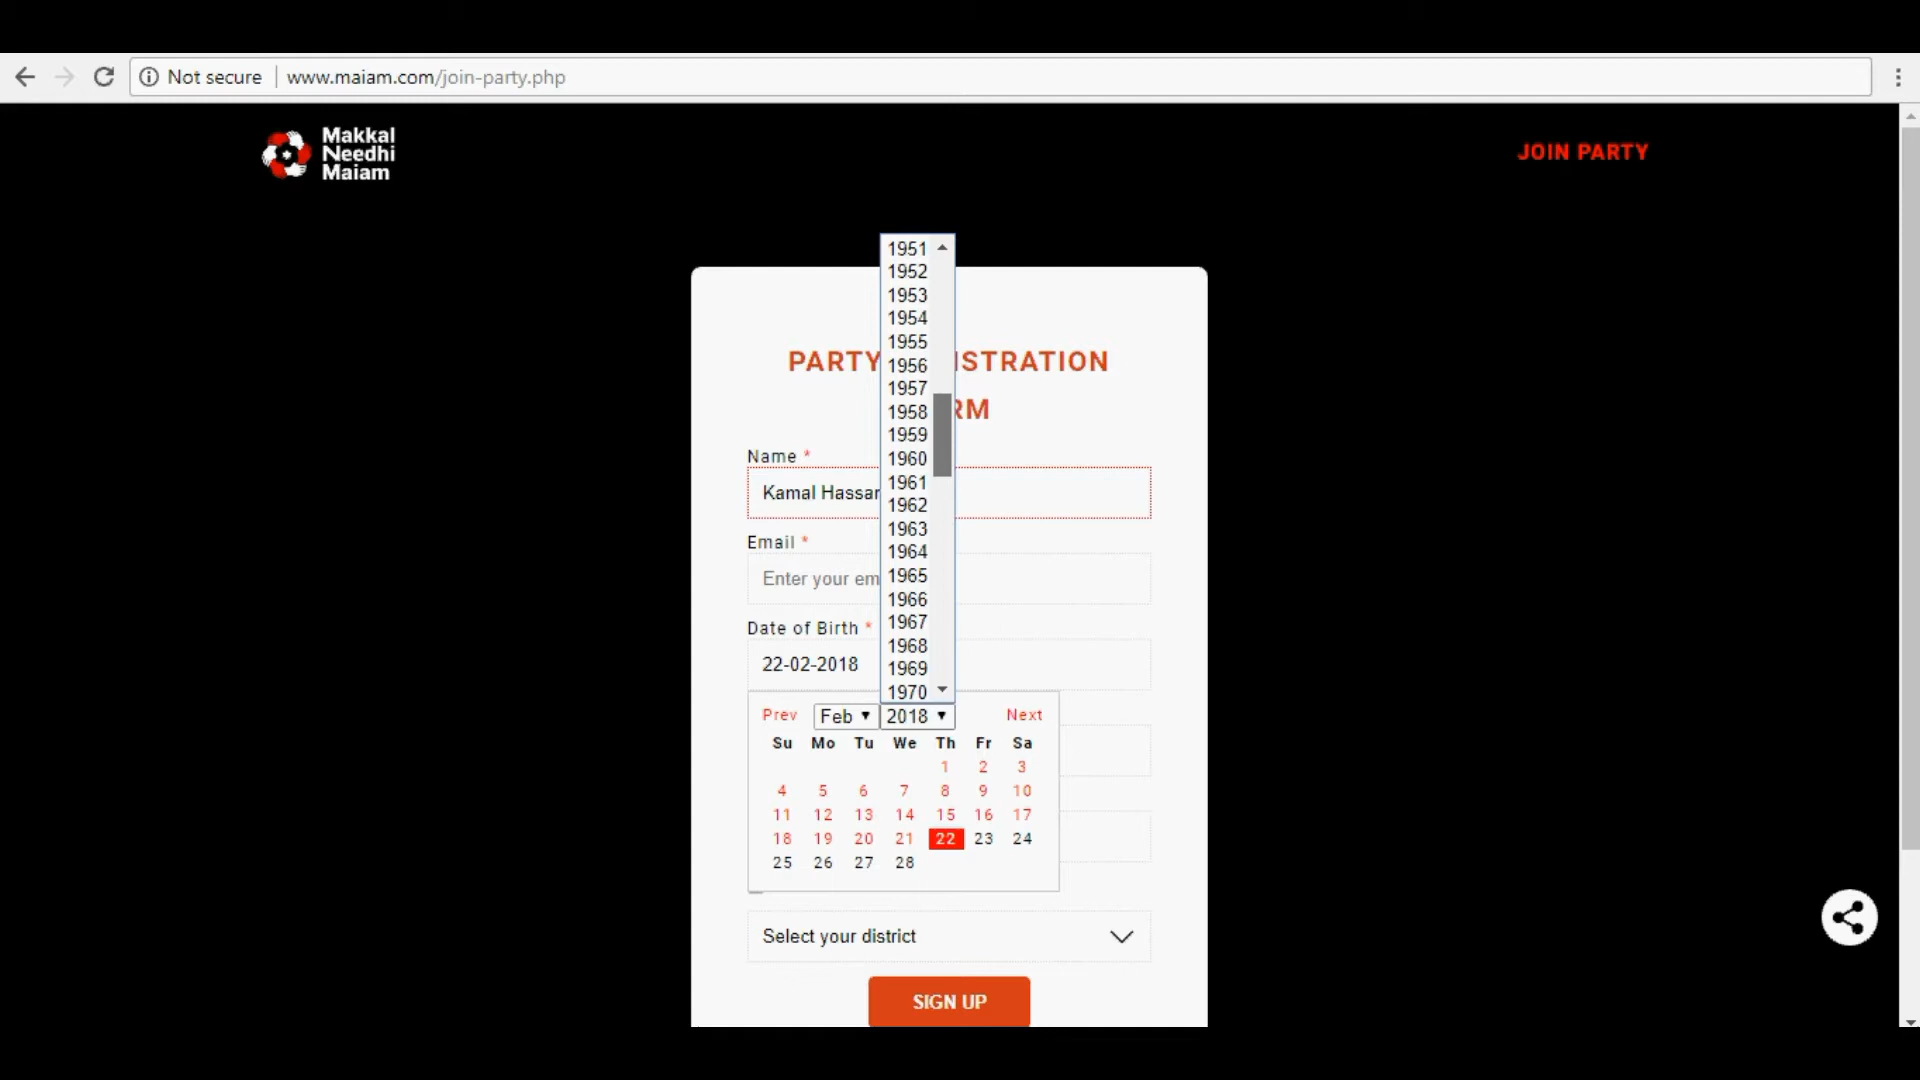 Not secure www.maiam.com/join-party.php
Makkal
Needhi
Maiam
JOIN PARTY
1951
1952
1953
1954
1955
1956
1957
1958
1959
1960
1961
1962
1963
1964
1965
1966
1967
1968
1969
1970
PARTY ISTRATION
RM
Name *
Kamal Hassan
Email *
Enter your em
Date of Birth *
22-02-2018
Prev Feb 2018 Next
Su Mo Tu We Th Fr Sa
1 2 3
4 5 6 7 8 9 10
11 12 13 14 15 16 17
18 19 20 21 22 23 24
25 26 27 28
Select your district
SIGN UP